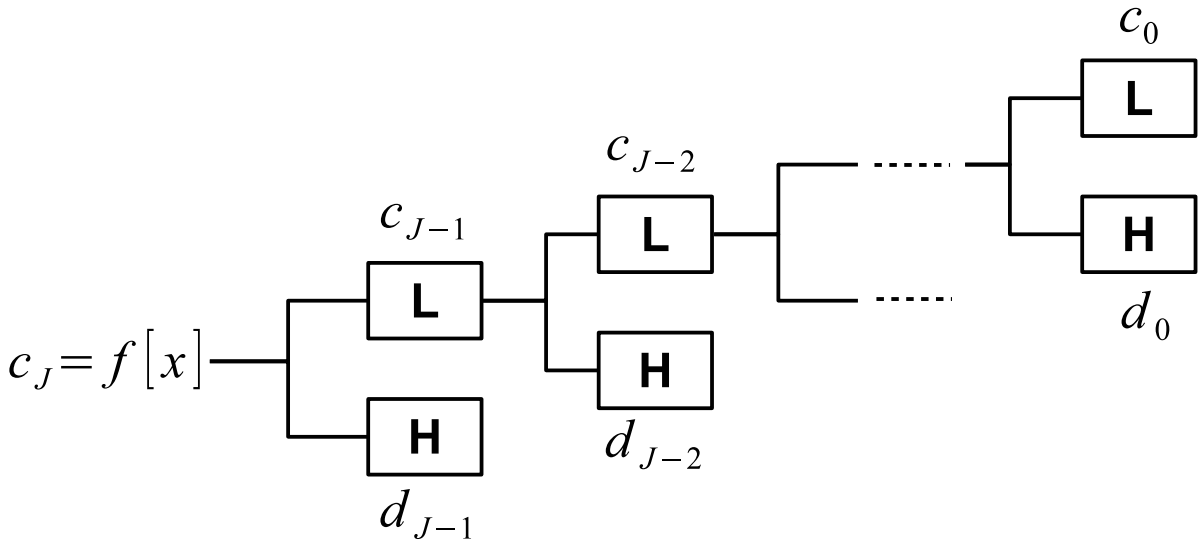 c_0
L
c_{J-2}
c_{J-1}
L
H
L
d_0
c_J = f[x]
H
H
d_{J-2}
d_{J-1}